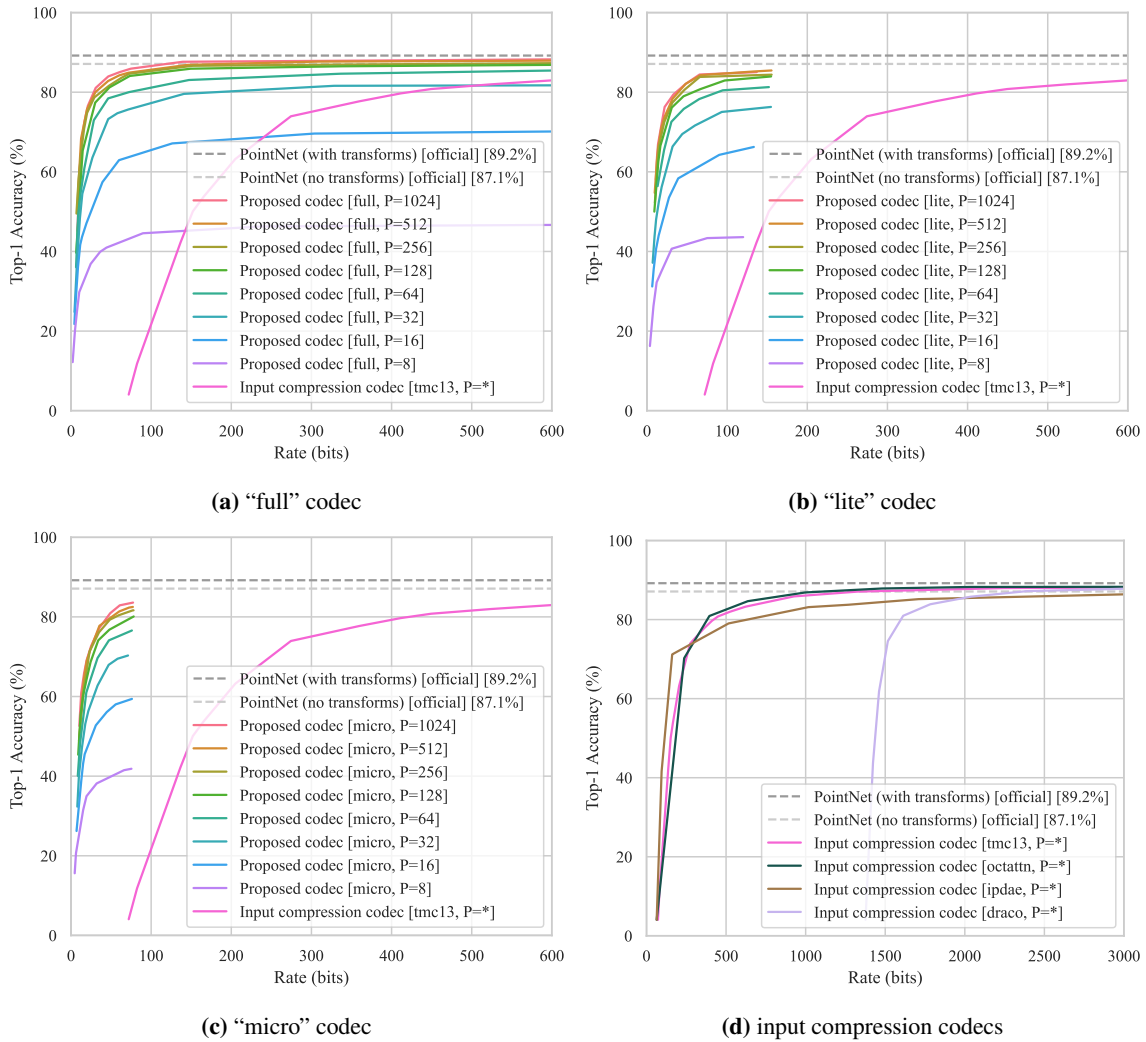 100
80
60
40
20
0
Top-1 Accuracy (%)
PointNet (with transforms) [official] [89.2%]
PointNet (no transforms) [official] [87.1%]
Proposed codec [full, P=1024]
Proposed codec [full, P=512]
Proposed codec [full, P=256]
Proposed codec [full, P=128]
Proposed codec [full, P=64]
Proposed codec [full, P=32]
Proposed codec [full, P=16]
Proposed codec [full, P=8]
Input compression codec [tmc13, P=*]
0 100 200 300 400 500 600
Rate (bits)
(a) “full” codec
100
80
60
40
20
0
Top-1 Accuracy (%)
PointNet (with transforms) [official] [89.2%]
PointNet (no transforms) [official] [87.1%]
Proposed codec [lite, P=1024]
Proposed codec [lite, P=512]
Proposed codec [lite, P=256]
Proposed codec [lite, P=128]
Proposed codec [lite, P=64]
Proposed codec [lite, P=32]
Proposed codec [lite, P=16]
Proposed codec [lite, P=8]
Input compression codec [tmc13, P=*]
0 100 200 300 400 500 600
Rate (bits)
(b) “lite” codec
100
80
60
40
20
0
Top-1 Accuracy (%)
PointNet (with transforms) [official] [89.2%]
PointNet (no transforms) [official] [87.1%]
Proposed codec [micro, P=1024]
Proposed codec [micro, P=512]
Proposed codec [micro, P=256]
Proposed codec [micro, P=128]
Proposed codec [micro, P=64]
Proposed codec [micro, P=32]
Proposed codec [micro, P=16]
Proposed codec [micro, P=8]
Input compression codec [tmc13, P=*]
0 100 200 300 400 500 600
Rate (bits)
(c) “micro” codec
100
80
60
40
20
0
Top-1 Accuracy (%)
PointNet (with transforms) [official] [89.2%]
PointNet (no transforms) [official] [87.1%]
Input compression codec [tmc13, P=*]
Input compression codec [octattn, P=*]
Input compression codec [ipdae, P=*]
Input compression codec [draco, P=*]
0 500 1000 1500 2000 2500 3000
Rate (bits)
(d) input compression codecs